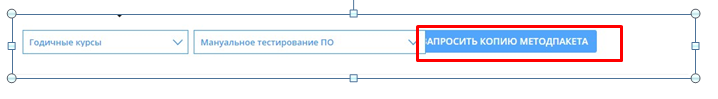 Годичные курсы
Мануальное тестирование ПО
АПРОСИТЬ КОПИЮ МЕТОДПАКЕТА